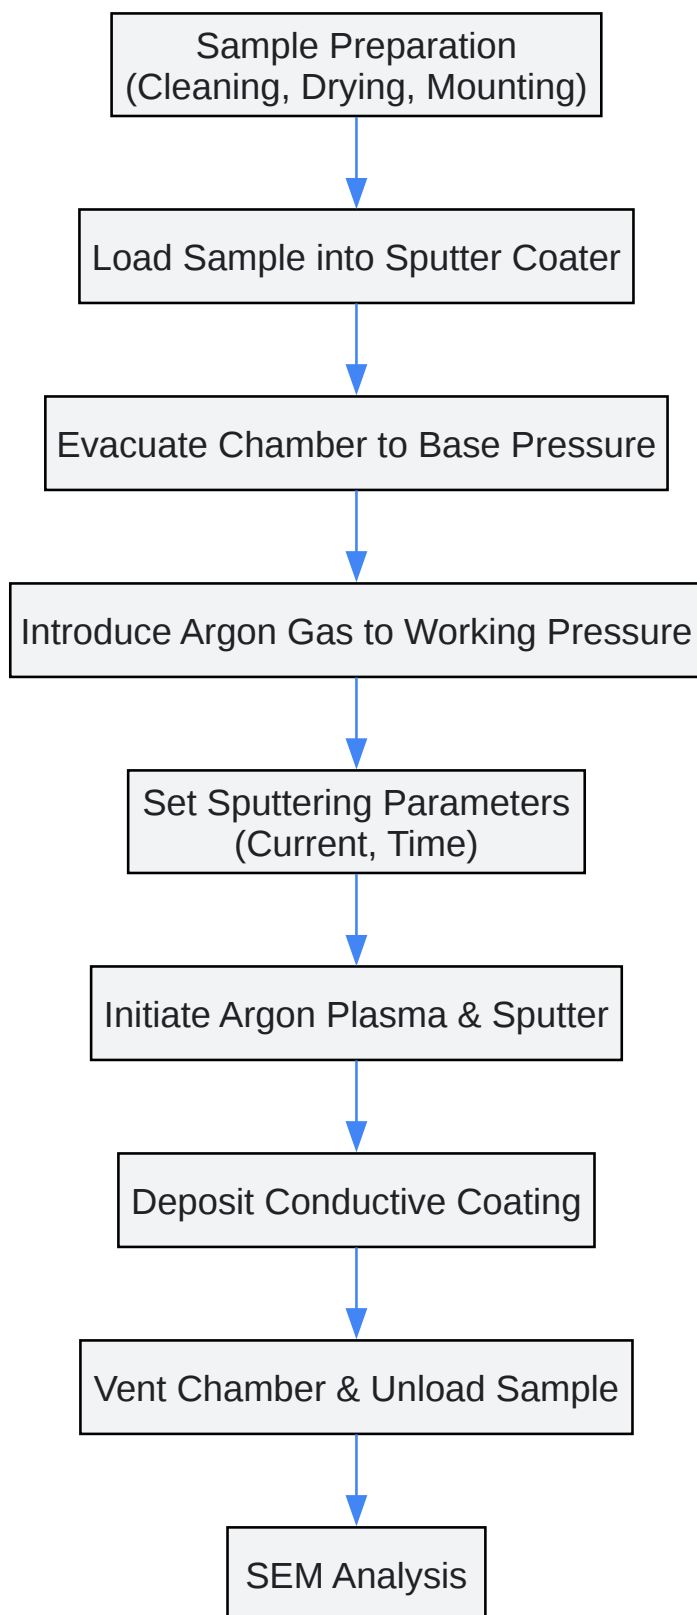 Sample Preparation
(Cleaning, Drying, Mounting)
Load Sample into Sputter Coater
Evacuate Chamber to Base Pressure
Introduce Argon Gas to Working Pressure
Set Sputtering Parameters
(Current, Time)
Initiate Argon Plasma & Sputter
Deposit Conductive Coating
Vent Chamber & Unload Sample
SEM Analysis